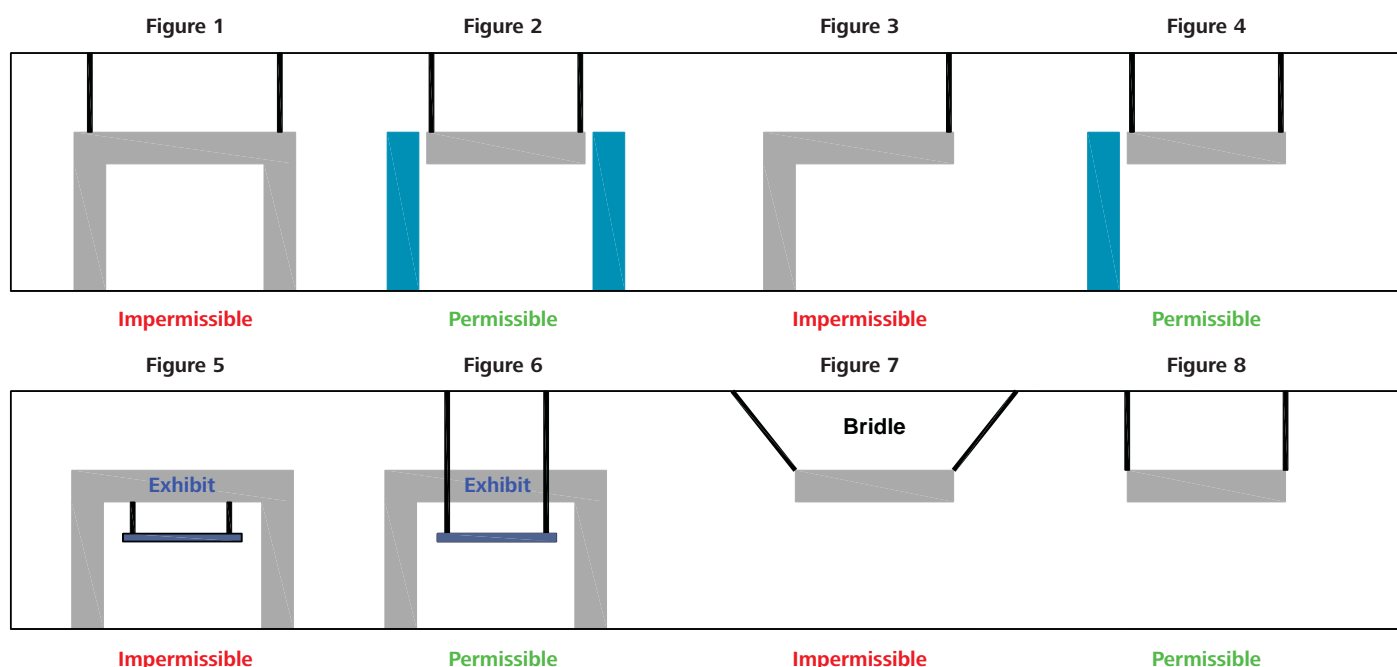 Figure 1 Figure 2 Figure 3 Figure 4
Impermissible Permissible Impermissible Permissible
Figure 5 Figure 6 Figure 7 Figure 8
Bridle
Exhibit Exhibit
Impermissible Permissible Impermissible Permissible